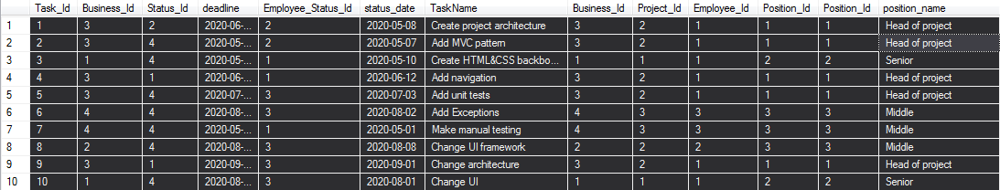 Task_Id Business_Id Status_Id deadline Employee_Status_Id status_date TaskName Business_Id Project_Id Employee_Id Position_Id Position_Id position_name
1 1 3 2 2020-06-... 2 2020-05-08 Create project architecture 3 2 1 1 1 Head of project
2 2 3 4 2020-05-... 2 2020-05-07 Add MVC pattern 3 2 1 1 1 Head of project
3 3 1 4 2020-05-... 1 2020-05-10 Create HTML&CSS backbo... 1 1 1 2 2 Senior
4 4 3 1 2020-06-... 1 2020-06-12 Add navigation 3 2 1 1 1 Head of project
5 5 3 4 2020-07-... 3 2020-07-03 Add unit tests 3 2 1 1 1 Head of project
6 6 4 4 2020-08-... 3 2020-08-02 Add Exceptions 4 3 3 3 3 Middle
7 7 4 4 2020-05-... 1 2020-05-01 Make manual testing 4 3 3 3 3 Middle
8 8 2 4 2020-08-... 3 2020-08-08 Change UI framework 2 2 2 3 3 Middle
9 9 3 1 2020-09-... 3 2020-09-01 Change architecture 3 2 1 1 1 Head of project
10 10 1 4 2020-08-... 3 2020-08-01 Change UI 1 1 1 2 2 Senior